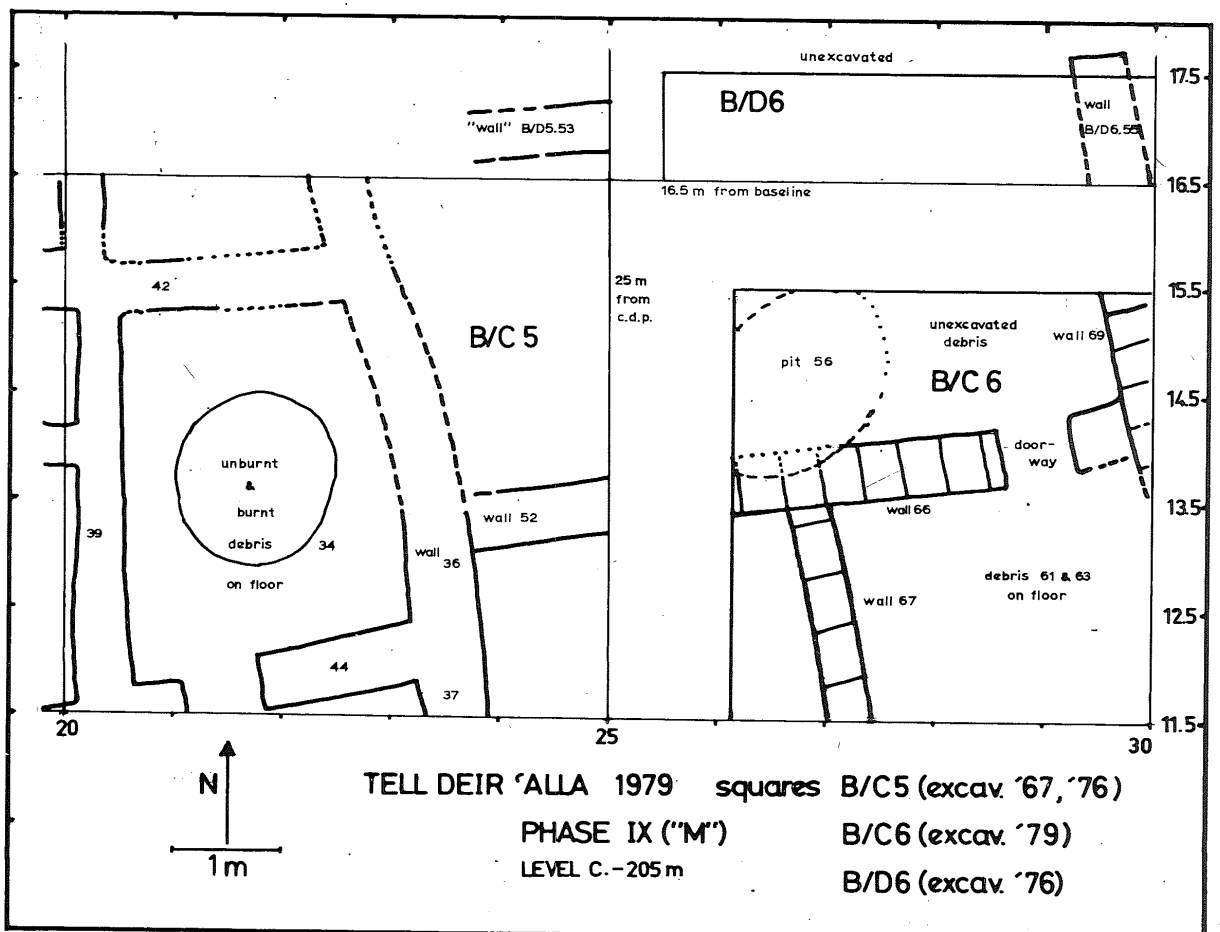 unexcavated
17.5
B/D6
wall
B/D6.55
"wall" B/D5.53
16.5
16.5 m from baseline
42
25 m
from
c.d.p.
15.5
B/C 5
unexcavated
debris
wall 69
pit 56
B/C 6
14.5
door-
way
unburnt
&
burnt
debris
34
on floor
39
wall
36
wall 52
13.5
wall 66
debris 61 & 63
on floor
wall 67
12.5
44
37
11.5
20
25
30
N
1m
TELL DEIR ʿALLA 1979 squares B/C5 (excav. ´67, ´76)
PHASE IX ("M") B/C6 (excav. ´79)
LEVEL C.-205 m
B/D6 (excav. ´76)